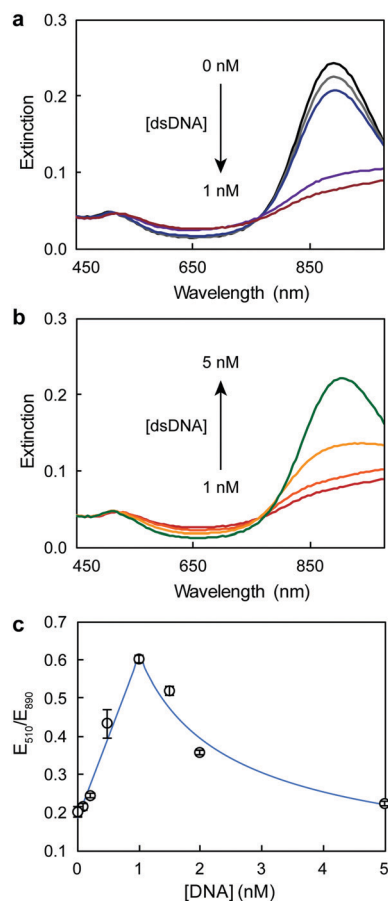 a
0 nM
[dsDNA]
1 nM
Extinction
0.3
0.2
0.1
0.0
450
650
850
Wavelength (nm)
b
5 nM
[dsDNA]
1 nM
Extinction
0.3
0.2
0.1
0.0
450
650
850
Wavelength (nm)
c
E510/E890
0.7
0.6
0.5
0.4
0.3
0.2
0.1
0
0
1
2
3
4
5
[DNA] (nM)